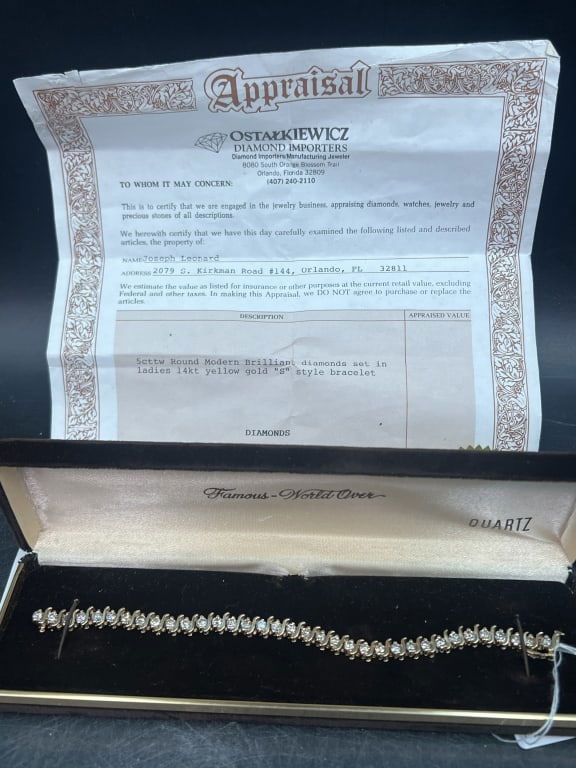 Appraisal
OSTAŁKIEWICZ
DIAMOND IMPORTERS
Diamond Importers/Manufacturing Jeweler
8080 South Orange Blossom Trail
Orlando, Florida 32809
(407) 240-2110
TO WHOM IT MAY CONCERN:
This is to certify that we are engaged in the jewelry business, appraising diamonds, watches, jewelry and
precious stones of all descriptions.
We herewith certify that we have this day carefully examined the following listed and described
articles, the property of:
NAME Joseph Leonard
ADDRESS 2079 S. Kirkman Road #144, Orlando, FL 32811
We estimate the value as listed for insurance or other purposes at the current retail value, excluding
Federal and other taxes. In making this Appraisal, we DO NOT agree to purchase or replace the
articles.
DESCRIPTION APPRAISED VALUE
5cttw Round Modern Brilliant diamonds set in
ladies 14kt yellow gold "S" style bracelet
DIAMONDS
Famous-World Over
QUARTZ